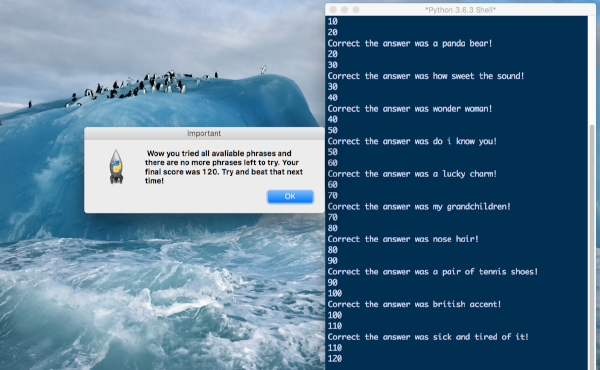 Important
Wow you tried all avaliable phrases and
there are no more phrases left to try. Your
final score was 120. Try and beat that next
time!
OK
*Python 3.6.3 Shell*
10
20
Correct the answer was a panda bear!
20
30
Correct the answer was how sweet the sound!
30
40
Correct the answer was wonder woman!
40
50
Correct the answer was do i know you!
50
60
Correct the answer was a lucky charm!
60
70
Correct the answer was my grandchildren!
70
80
Correct the answer was nose hair!
80
90
Correct the answer was a pair of tennis shoes!
90
100
Correct the answer was british accent!
100
110
Correct the answer was sick and tired of it!
110
120